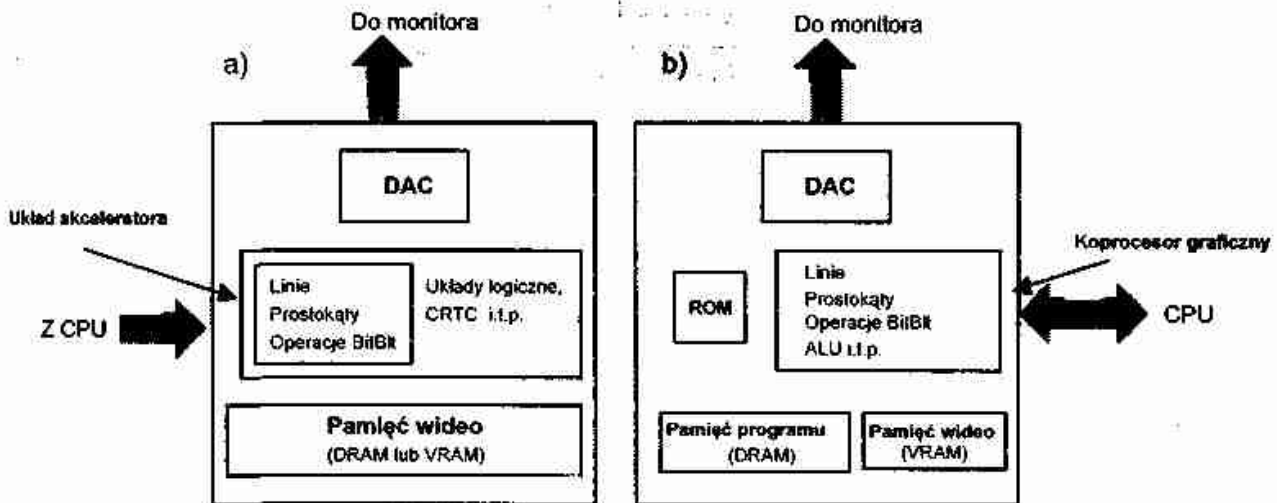 Do monitora
a)
DAC
Układ akceleratora
Linie
Prostokąty
Operacje BitBlt
Układy logiczne,
CRTC i.t.p.
Z CPU
Pamięć wideo
(DRAM lub VRAM)
Do monitora
b)
DAC
Koprocesor graficzny
ROM
Linie
Prostokąty
Operacje BitBlt
ALU i.t.p.
CPU
Pamięć programu
(DRAM)
Pamięć wideo
(VRAM)